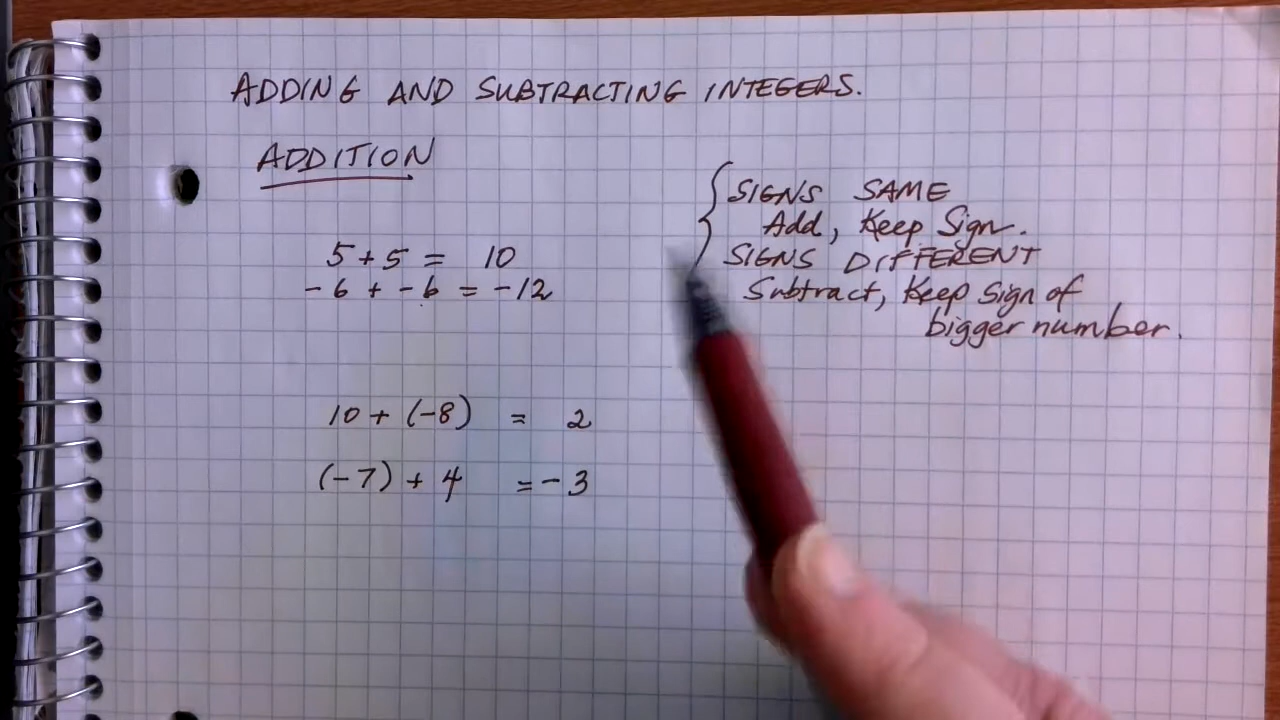 ADDING AND SUBTRACTING INTEGERS.
ADDITION
5 + 5 = 10
-6 + -6 = -12
10 + (-8) = 2
(-7) + 4 = -3
SIGNS SAME
Add, Keep Sign.
SIGNS DIFFERENT
Subtract, Keep Sign of
bigger number.